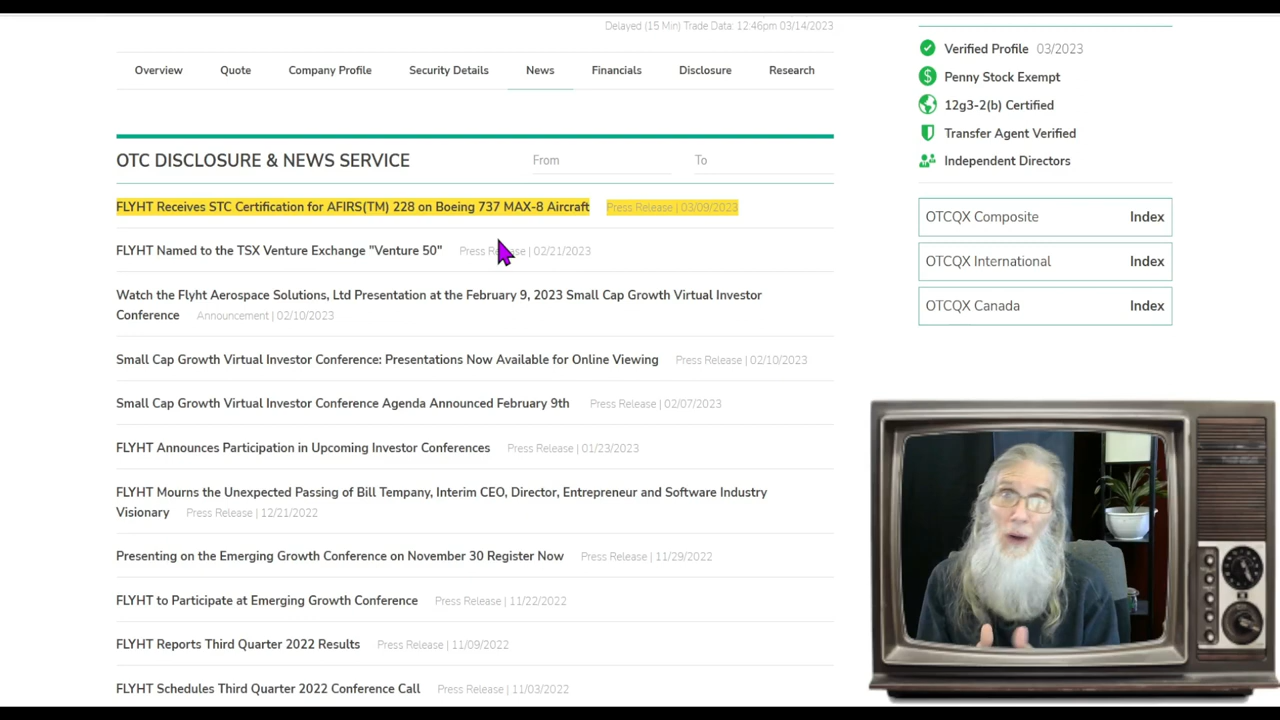 Delayed (15 Min) Trade Data: 12:46pm 03/14/2023
Overview Quote Company Profile Security Details News Financials Disclosure Research
OTC DISCLOSURE & NEWS SERVICE From To
FLYHT Receives STC Certification for AFIRS(TM) 228 on Boeing 737 MAX-8 Aircraft Press Release | 03/09/2023
FLYHT Named to the TSX Venture Exchange "Venture 50" Press Release | 02/21/2023
Watch the Flyht Aerospace Solutions, Ltd Presentation at the February 9, 2023 Small Cap Growth Virtual Investor
Conference Announcement | 02/10/2023
Small Cap Growth Virtual Investor Conference: Presentations Now Available for Online Viewing Press Release | 02/10/2023
Small Cap Growth Virtual Investor Conference Agenda Announced February 9th Press Release | 02/07/2023
FLYHT Announces Participation in Upcoming Investor Conferences Press Release | 01/23/2023
FLYHT Mourns the Unexpected Passing of Bill Tempany, Interim CEO, Director, Entrepreneur and Software Industry
Visionary Press Release | 12/21/2022
Presenting on the Emerging Growth Conference on November 30 Register Now Press Release | 11/29/2022
FLYHT to Participate at Emerging Growth Conference Press Release | 11/22/2022
FLYHT Reports Third Quarter 2022 Results Press Release | 11/09/2022
FLYHT Schedules Third Quarter 2022 Conference Call Press Release | 11/03/2022
Verified Profile 03/2023
Penny Stock Exempt
12g3-2(b) Certified
Transfer Agent Verified
Independent Directors
OTCQX Composite Index
OTCQX International Index
OTCQX Canada Index